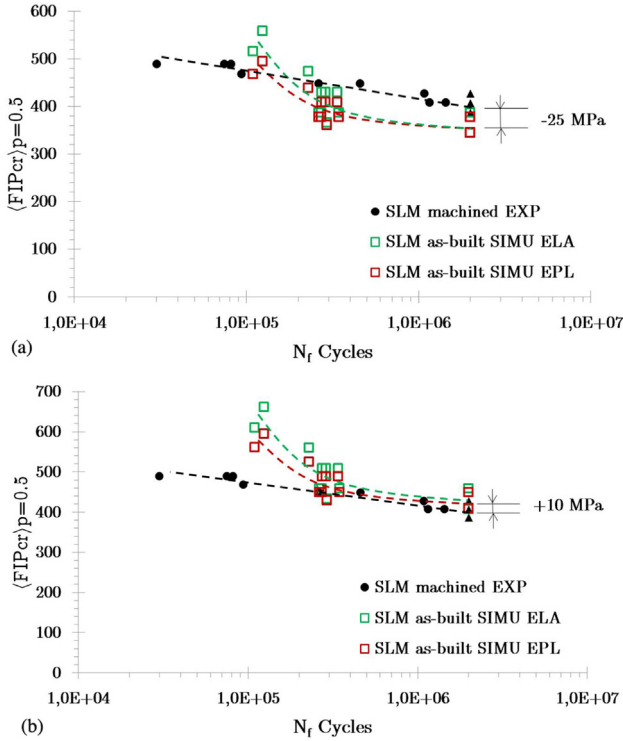 600
500
400
300
200
100
0
⟨FIPcr⟩p=0.5
-25 MPa
SLM machined EXP
SLM as-built SIMU ELA
SLM as-built SIMU EPL
1,0E+04 1,0E+05 1,0E+06 1,0E+07
(a)
Nf Cycles
700
600
500
400
300
200
100
0
⟨FIPcr⟩p=0.5
+10 MPa
SLM machined EXP
SLM as-built SIMU ELA
SLM as-built SIMU EPL
1,0E+04 1,0E+05 1,0E+06 1,0E+07
(b)
Nf Cycles